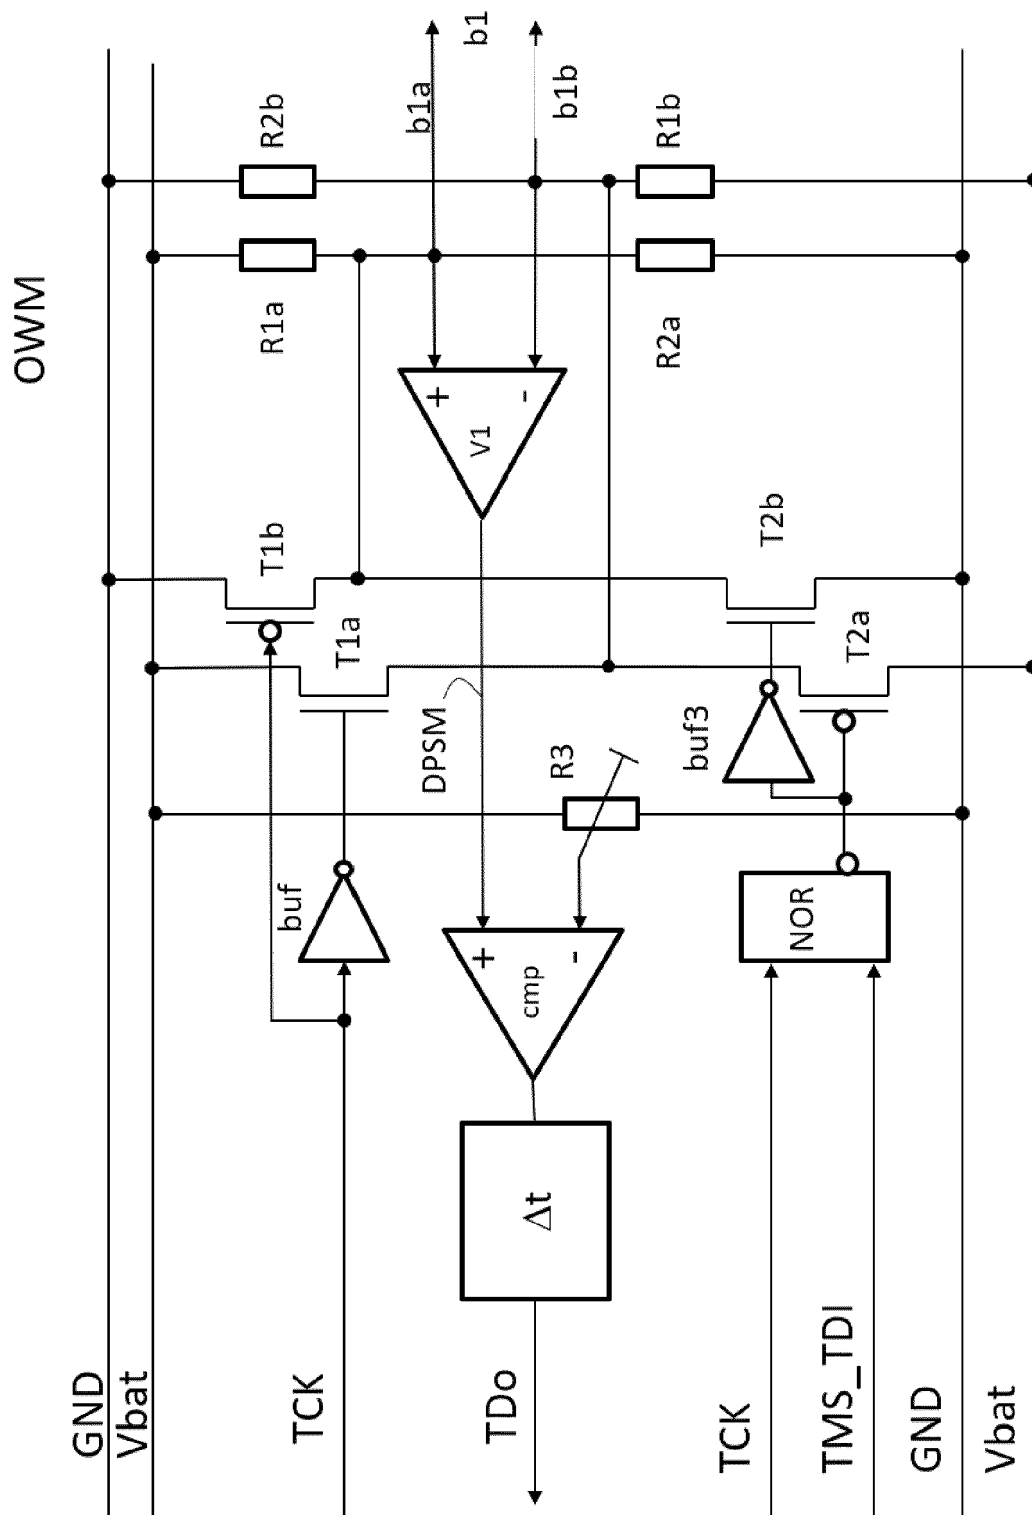 OWM
GND
Vbat
TCK
buf
T1b
T1a
R1a
R2b
b1a
b1
b1b
TDo
Δt
cmp
+
-
DPSM
R3
V1
+
-
R2a
R1b
TCK
TMS_TDI
NOR
buf3
T2b
T2a
GND
Vbat